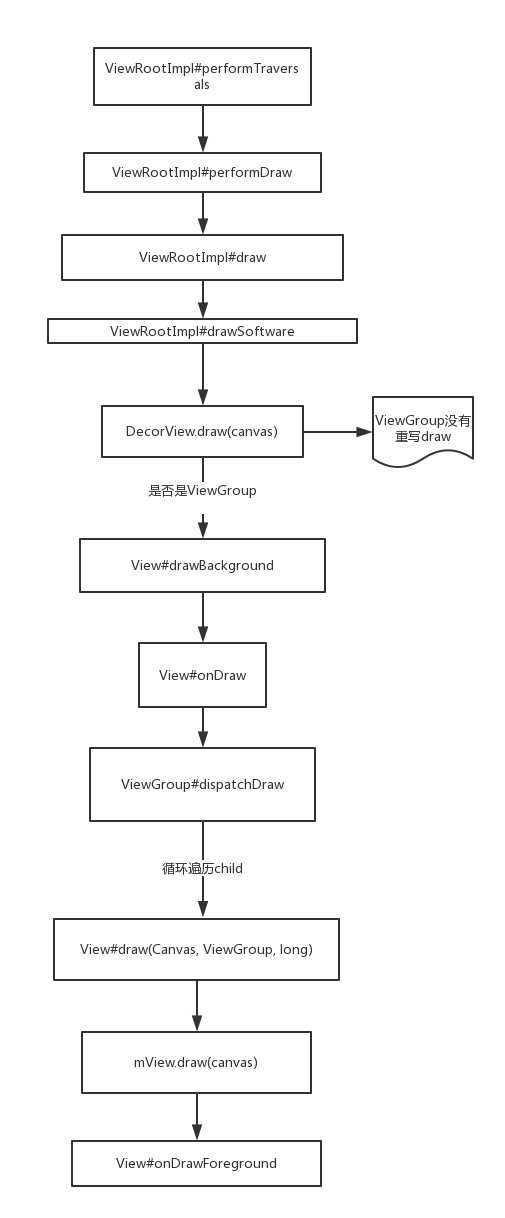 ViewRootImpl#performTravers
als
ViewRootImpl#performDraw
ViewRootImpl#draw
ViewRootImpl#drawSoftware
DecorView.draw(canvas)
ViewGroup没有
重写draw
是否是ViewGroup
View#drawBackground
View#onDraw
ViewGroup#dispatchDraw
循环遍历child
View#draw(Canvas, ViewGroup, long)
mView.draw(canvas)
View#onDrawForeground